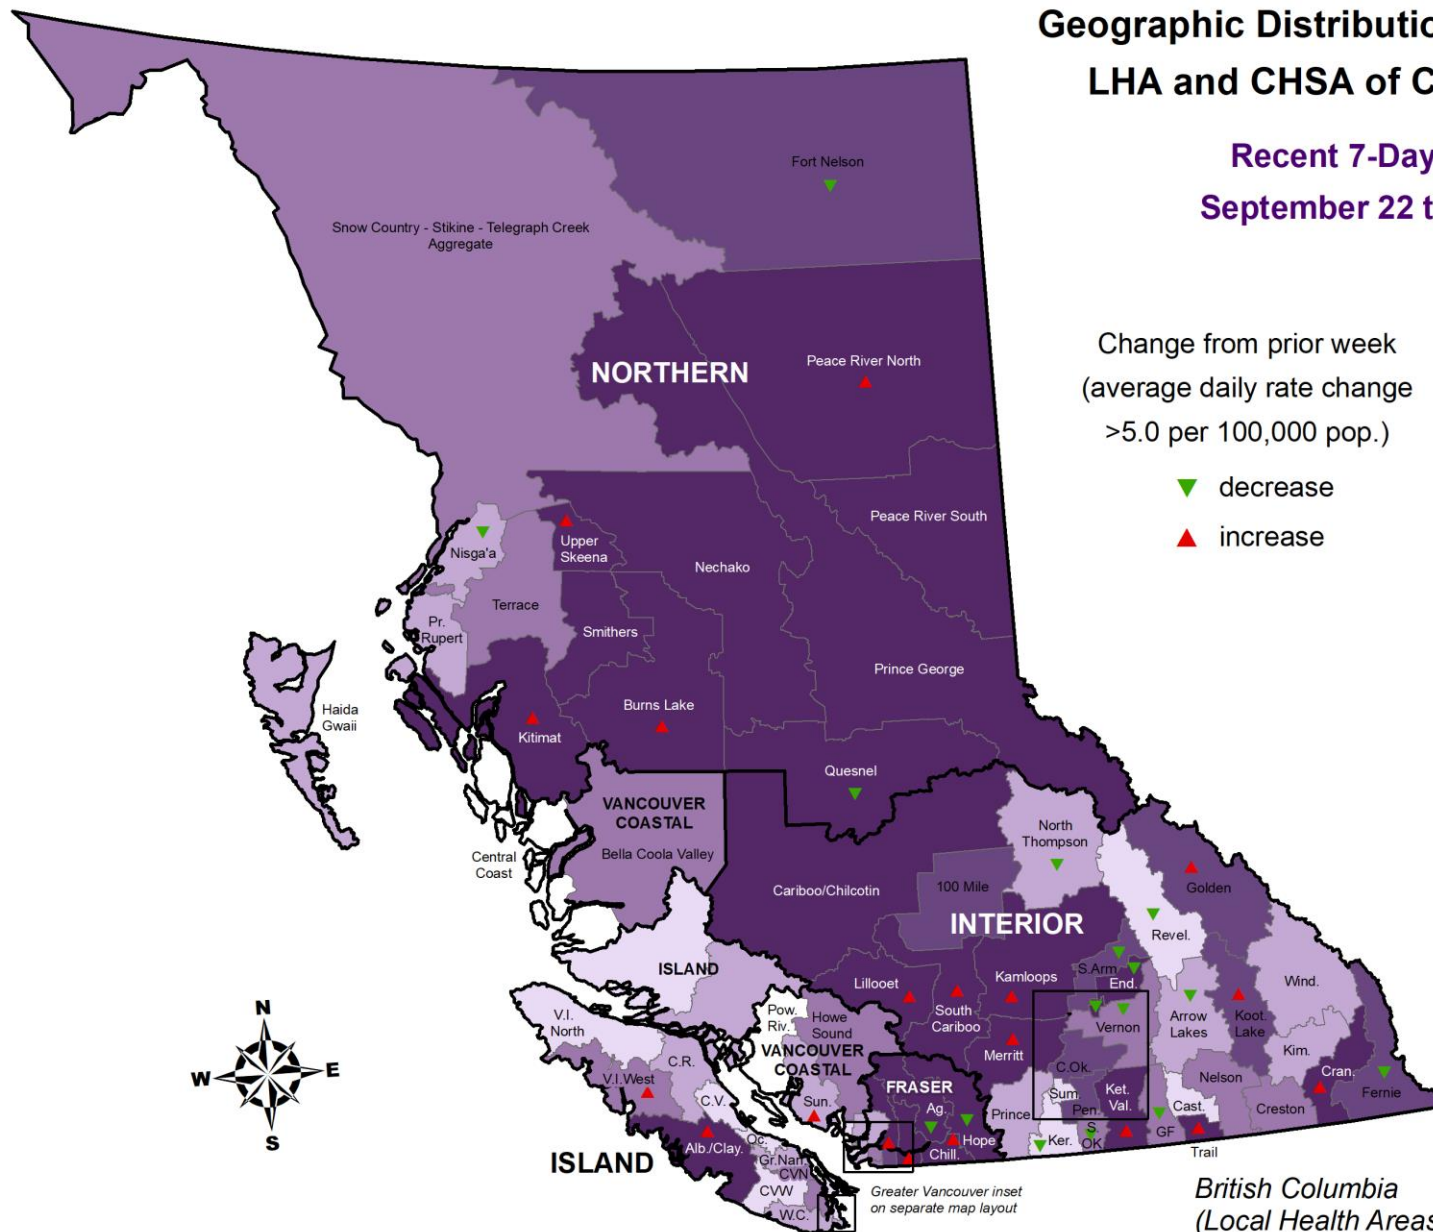 Geographic Distributio
LHA and CHSA of C
Recent 7-Day
September 22 t
Change from prior week
(average daily rate change
>5.0 per 100,000 pop.)
decrease
increase
Fort Nelson
Snow Country - Stikine - Telegraph Creek
Aggregate
NORTHERN
Peace River North
Peace River South
Upper
Skeena
Nisga'a
Nechako
Terrace
Smithers
Pr.
Rupert
Prince George
Haida
Gwaii
Burns Lake
Kitimat
Quesnel
VANCOUVER
COASTAL
Bella Coola Valley
Central
Coast
North
Thompson
Cariboo/Chilcotin
100 Mile
Golden
INTERIOR
Revel.
ISLAND
S.Arm
End.
Kamloops
Lillooet
South
Cariboo
Wind.
Pow.
Riv.
Howe
Sound
V.I.
North
Arrow
Lakes
Koot.
Lake
Vernon
VANCOUVER
COASTAL
Merritt
Kim.
C.R.
C.Ok.
Cran.
V.I.West
FRASER
Nelson
Fernie
Sum.
Ket.
Val.
C.V.
Sun.
Ag.
Prince
Pen.
Cast.
Creston
Alb./Clay.
Oc.
Hope
Chill.
Ker.
S
OK
GF
Trail
Gr.Nan
CVN
ISLAND
CVW
W.C.
N
W
E
S
Greater Vancouver inset
on separate map layout
British Columbia
(Local Health Areas